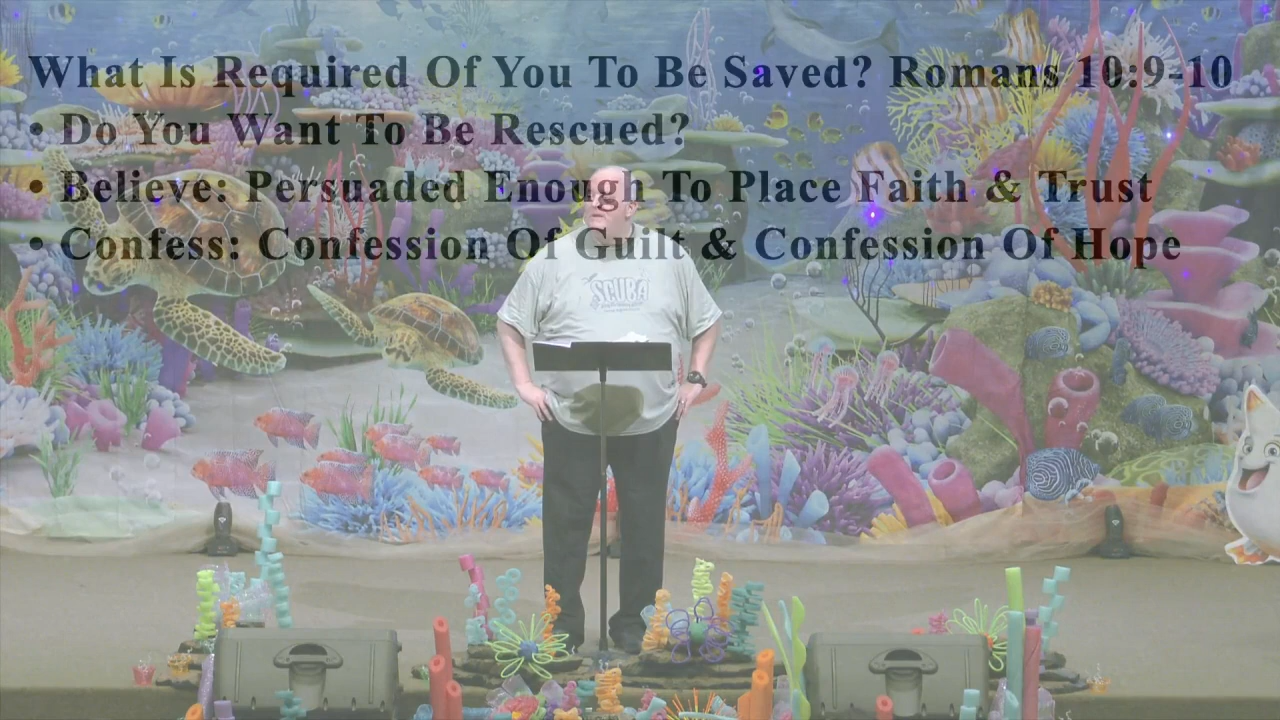 What Is Required Of You To Be Saved? Romans 10:9-10
• Do You Want To Be Rescued?
• Believe: Persuaded Enough To Place Faith & Trust
• Confess: Confession Of Guilt & Confession Of Hope
SCUBA